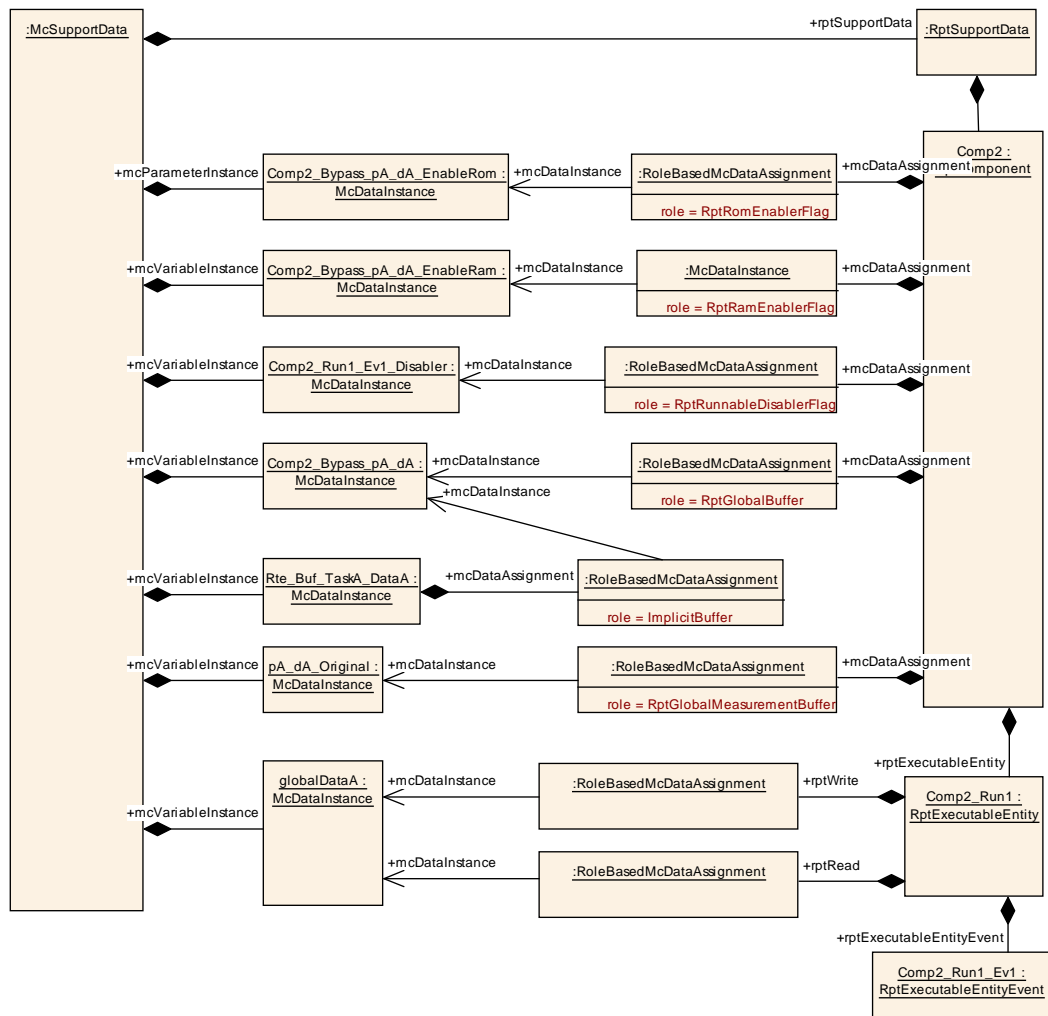 :McSupportData
+rptSupportData
:RptSupportData
+mcParameterInstance
Comp2_Bypass_pA_dA_EnableRom :
McDataInstance
+mcDataInstance
:RoleBasedMcDataAssignment
role = RptRomEnablerFlag
+mcDataAssignment
Comp2 :
+mcVariableInstance
Comp2_Bypass_pA_dA_EnableRam :
McDataInstance
+mcDataInstance
:McDataInstance
role = RptRamEnablerFlag
+mcDataAssignment
+mcVariableInstance
Comp2_Run1_Ev1_Disabler :
McDataInstance
+mcDataInstance
:RoleBasedMcDataAssignment
role = RptRunnableDisablerFlag
+mcDataAssignment
+mcVariableInstance
Comp2_Bypass_pA_dA :
McDataInstance
+mcDataInstance
+mcDataInstance
:RoleBasedMcDataAssignment
role = RptGlobalBuffer
+mcDataAssignment
+mcVariableInstance
Rte_Buf_TaskA_DataA :
McDataInstance
+mcDataAssignment
:RoleBasedMcDataAssignment
role = ImplicitBuffer
+mcVariableInstance
pA_dA_Original :
McDataInstance
+mcDataInstance
:RoleBasedMcDataAssignment
role = RptGlobalMeasurementBuffer
+mcDataAssignment
+rptExecutableEntity
+mcVariableInstance
globalDataA :
McDataInstance
+mcDataInstance
:RoleBasedMcDataAssignment
+rptWrite
Comp2_Run1 :
RptExecutableEntity
+mcDataInstance
:RoleBasedMcDataAssignment
+rptRead
+rptExecutableEntityEvent
Comp2_Run1_Ev1 :
RptExecutableEntityEvent